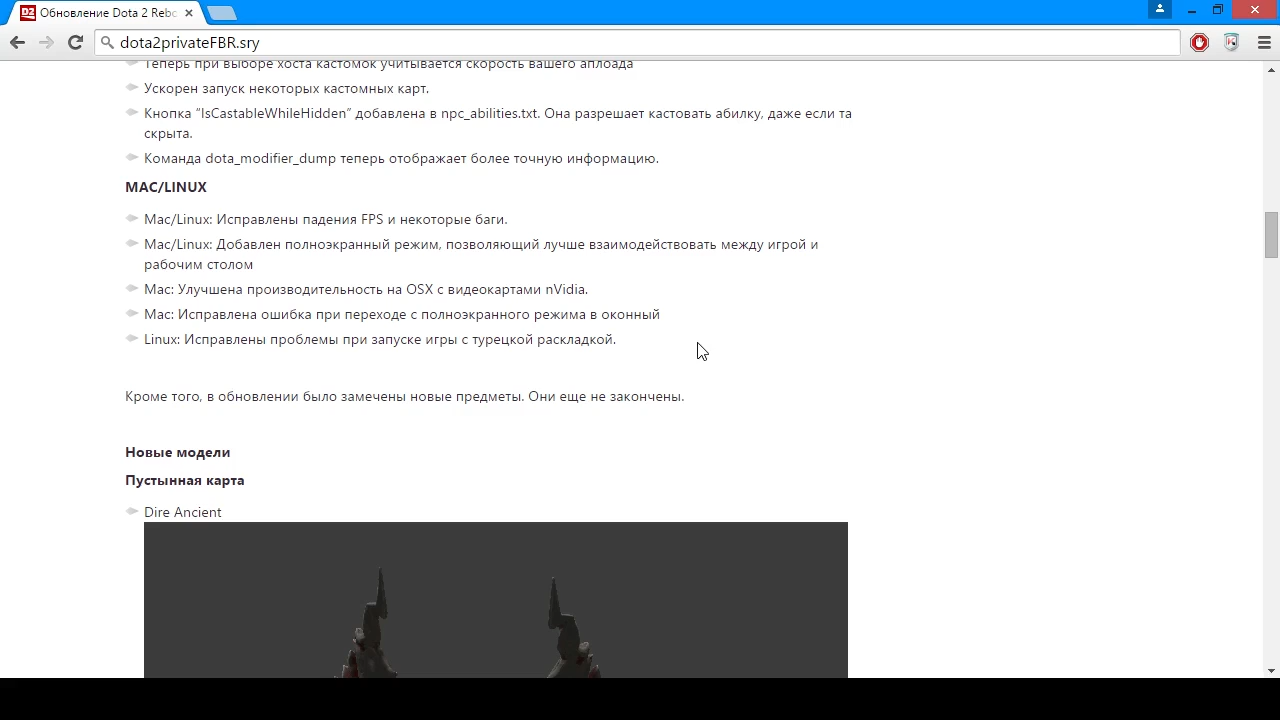 Обновление Dota 2 Rebo
dota2privateFBR.sry
Теперь при выборе хоста кастомок учитывается скорость вашего аплоада
Ускорен запуск некоторых кастомных карт.
Кнопка “IsCastableWhileHidden” добавлена в npc_abilities.txt. Она разрешает кастовать абилку, даже если та
скрыта.
Команда dota_modifier_dump теперь отображает более точную информацию.
MAC/LINUX
Mac/Linux: Исправлены падения FPS и некоторые баги.
Mac/Linux: Добавлен полноэкранный режим, позволяющий лучше взаимодействовать между игрой и
рабочим столом
Mac: Улучшена производительность на OSX с видеокартами nVidia.
Mac: Исправлена ошибка при переходе с полноэкранного режима в оконный
Linux: Исправлены проблемы при запуске игры с турецкой раскладкой.
Кроме того, в обновлении было замечены новые предметы. Они еще не закончены.
Новые модели
Пустынная карта
Dire Ancient